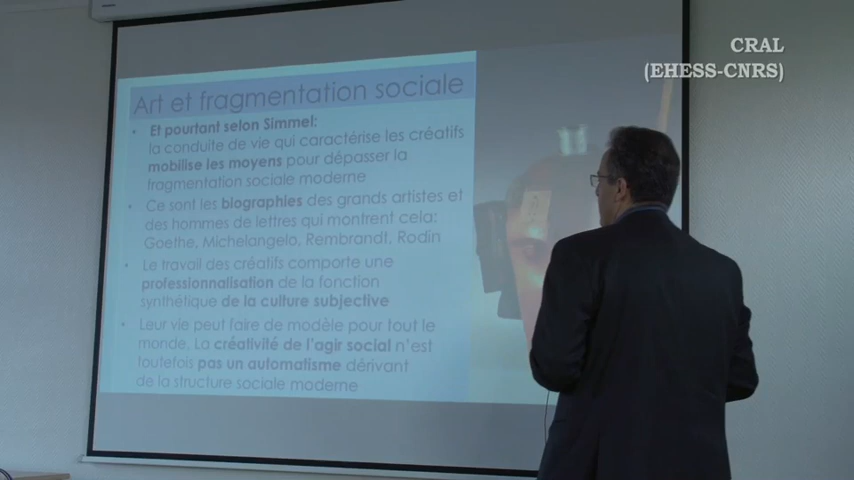 CRAL
(EHESS-CNRS)
Art et fragmentation sociale
• Et pourtant selon Simmel:
la conduite de vie qui caractérise les créatifs
mobilise les moyens pour dépasser la
fragmentation sociale moderne
• Ce sont les biographies des grands artistes et
des hommes de lettres qui montrent cela:
Goethe, Michelangelo, Rembrandt, Rodin
• Le travail des créatifs comporte une
professionnalisation de la fonction
synthétique de la culture subjective
• Leur vie peut faire de modèle pour tout le
monde. La créativité de l'agir social n'est
toutefois pas un automatisme dérivant
de la structure sociale moderne